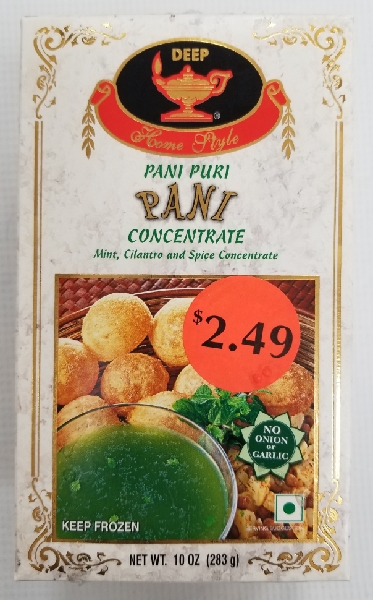 DEEP
®
Home Style
PANI PURI
PANI
CONCENTRATE
Mint, Cilantro and Spice Concentrate
$2.49
NO
ONION or
GARLIC
KEEP FROZEN
NET WT. 10 OZ (283 g)